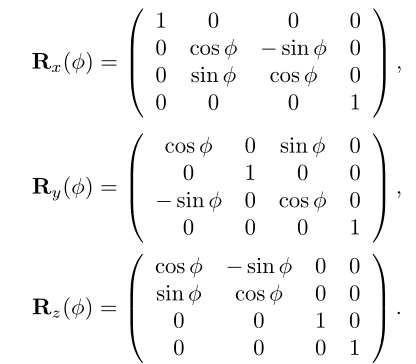 1 0 0 0
0 cos ϕ − sin ϕ 0
R_x(ϕ) = ,
0 sin ϕ cos ϕ 0
0 0 0 1
cos ϕ 0 sin ϕ 0
0 1 0 0
R_y(ϕ) = ,
− sin ϕ 0 cos ϕ 0
0 0 0 1
cos ϕ − sin ϕ 0 0
sin ϕ cos ϕ 0 0
R_z(ϕ) = .
0 0 1 0
0 0 0 1